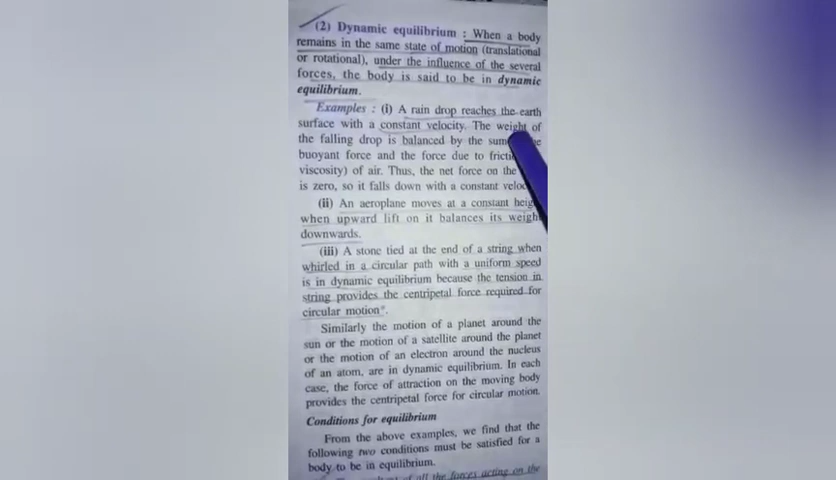 (2) Dynamic equilibrium : When a body
remains in the same state of motion (translational
or rotational), under the influence of the several
forces, the body is said to be in dynamic
equilibrium.
Examples : (i) A rain drop reaches the earth
surface with a constant velocity. The weight of
the falling drop is balanced by the sum
buoyant force and the force due to
viscosity) of air. Thus, the net force on the
is zero, so it falls down with a constant
(ii) An aeroplane moves at a constant
when upward lift on it balances its
downwards.
(iii) A stone tied at the end of a string when
whirled in a circular path with a uniform speed
is in dynamic equilibrium because the tension in
string provides the centripetal force required for
circular motion*.
Similarly the motion of a planet around the
sun or the motion of a satellite around the planet
or the motion of an electron around the nucleus
of an atom, are in dynamic equilibrium. In each
case, the force of attraction on the moving body
provides the centripetal force for circular motion.
Conditions for equilibrium
From the above examples, we find that the
following two conditions must be satisfied for a
body to be in equilibrium.
of all the forces acting on the